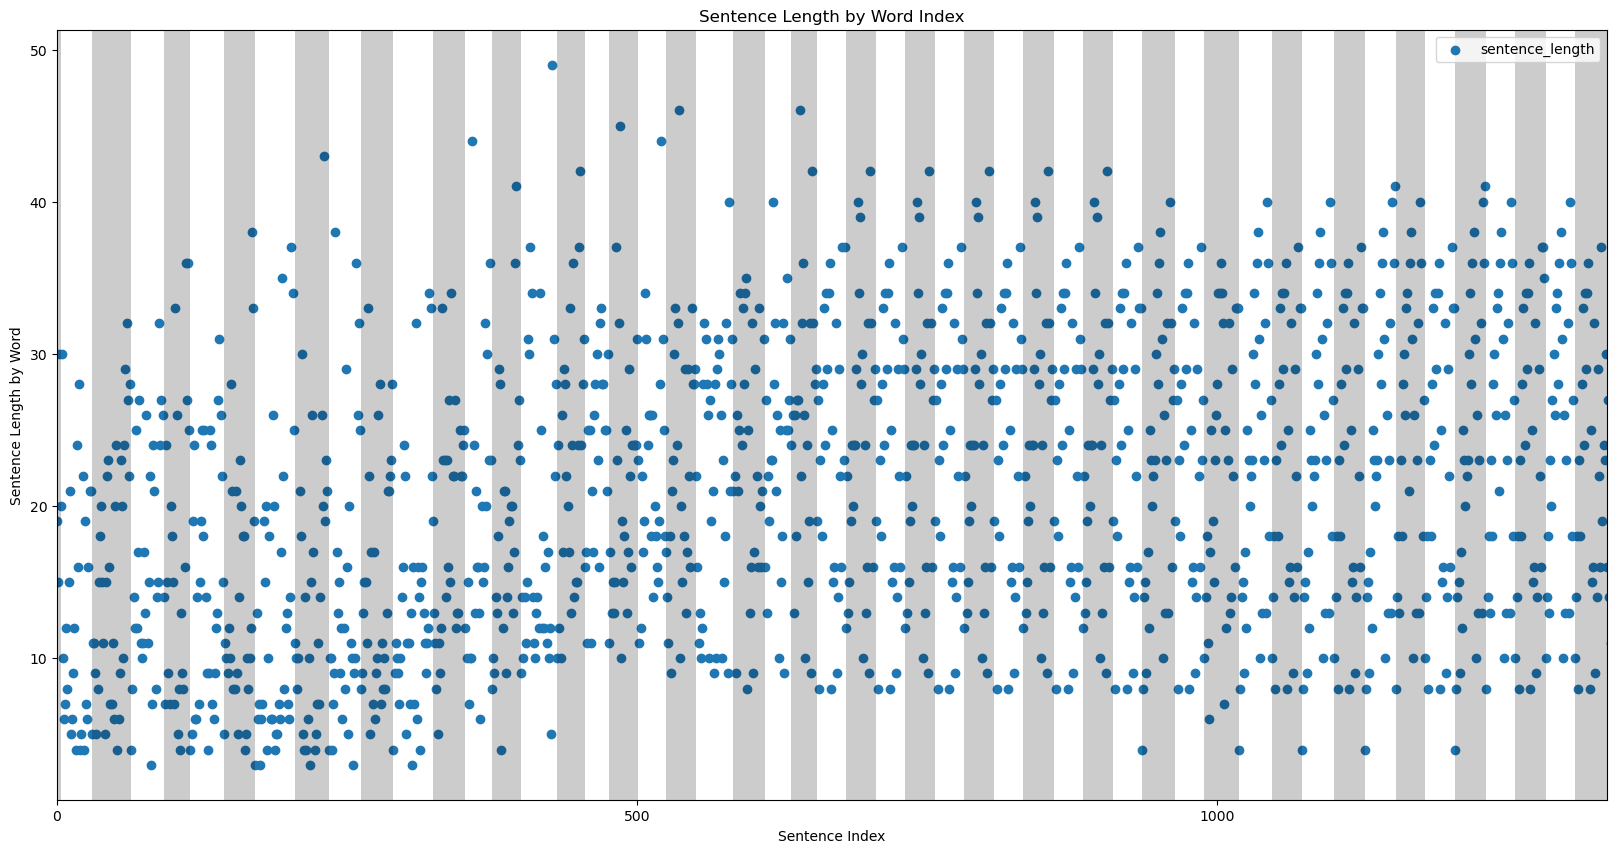 Sentence Length by Word Index
sentence_length
50
40
30
20
10
Sentence Length by Word
0
500
1000
Sentence Index